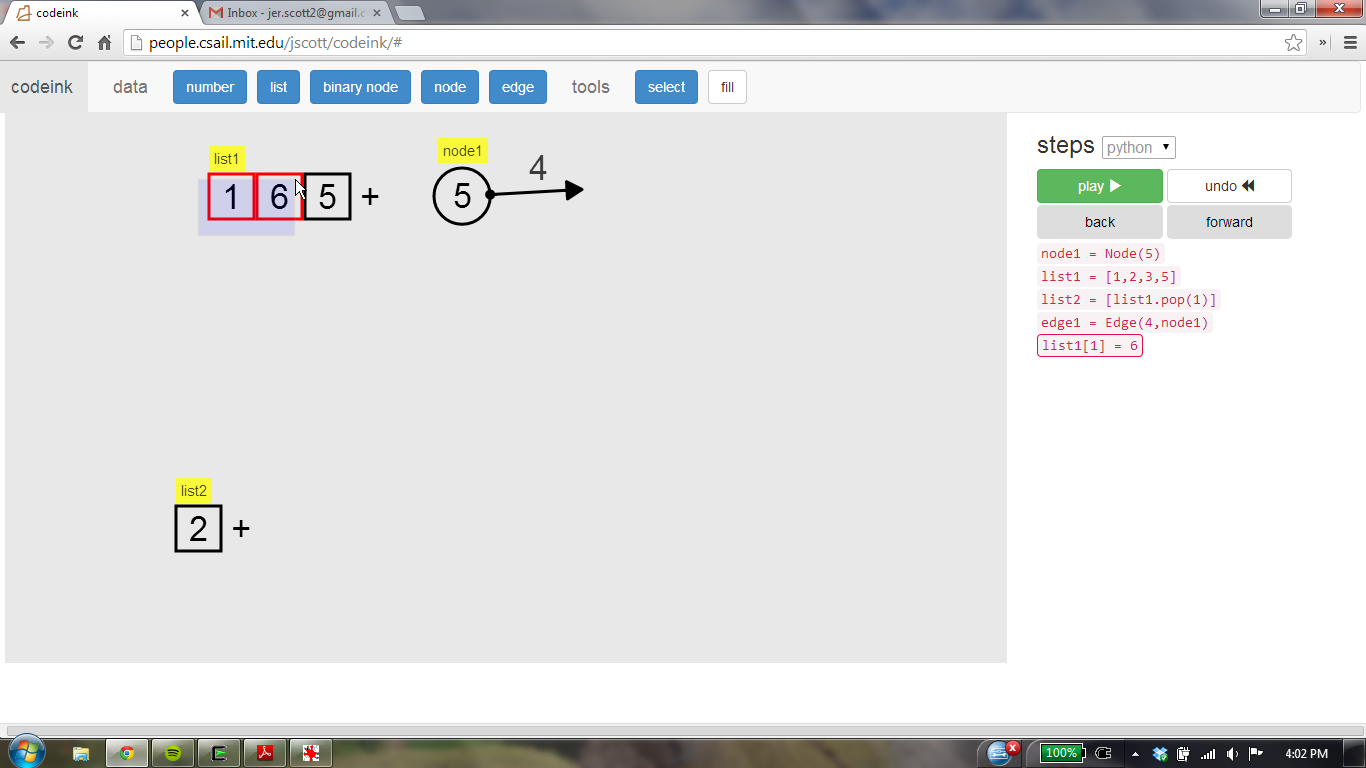 codeink
Inbox - jer.scott2@gmail.c
people.csail.mit.edu/jscott/codeink/#
codeink data number list binary node node edge tools select fill
list1
1 6 5 +
node1
5
4
list2
2 +
steps python
play undo
back forward
node1 = Node(5)
list1 = [1,2,3,5]
list2 = [list1.pop(1)]
edge1 = Edge(4,node1)
list1[1] = 6
100% 4:02 PM